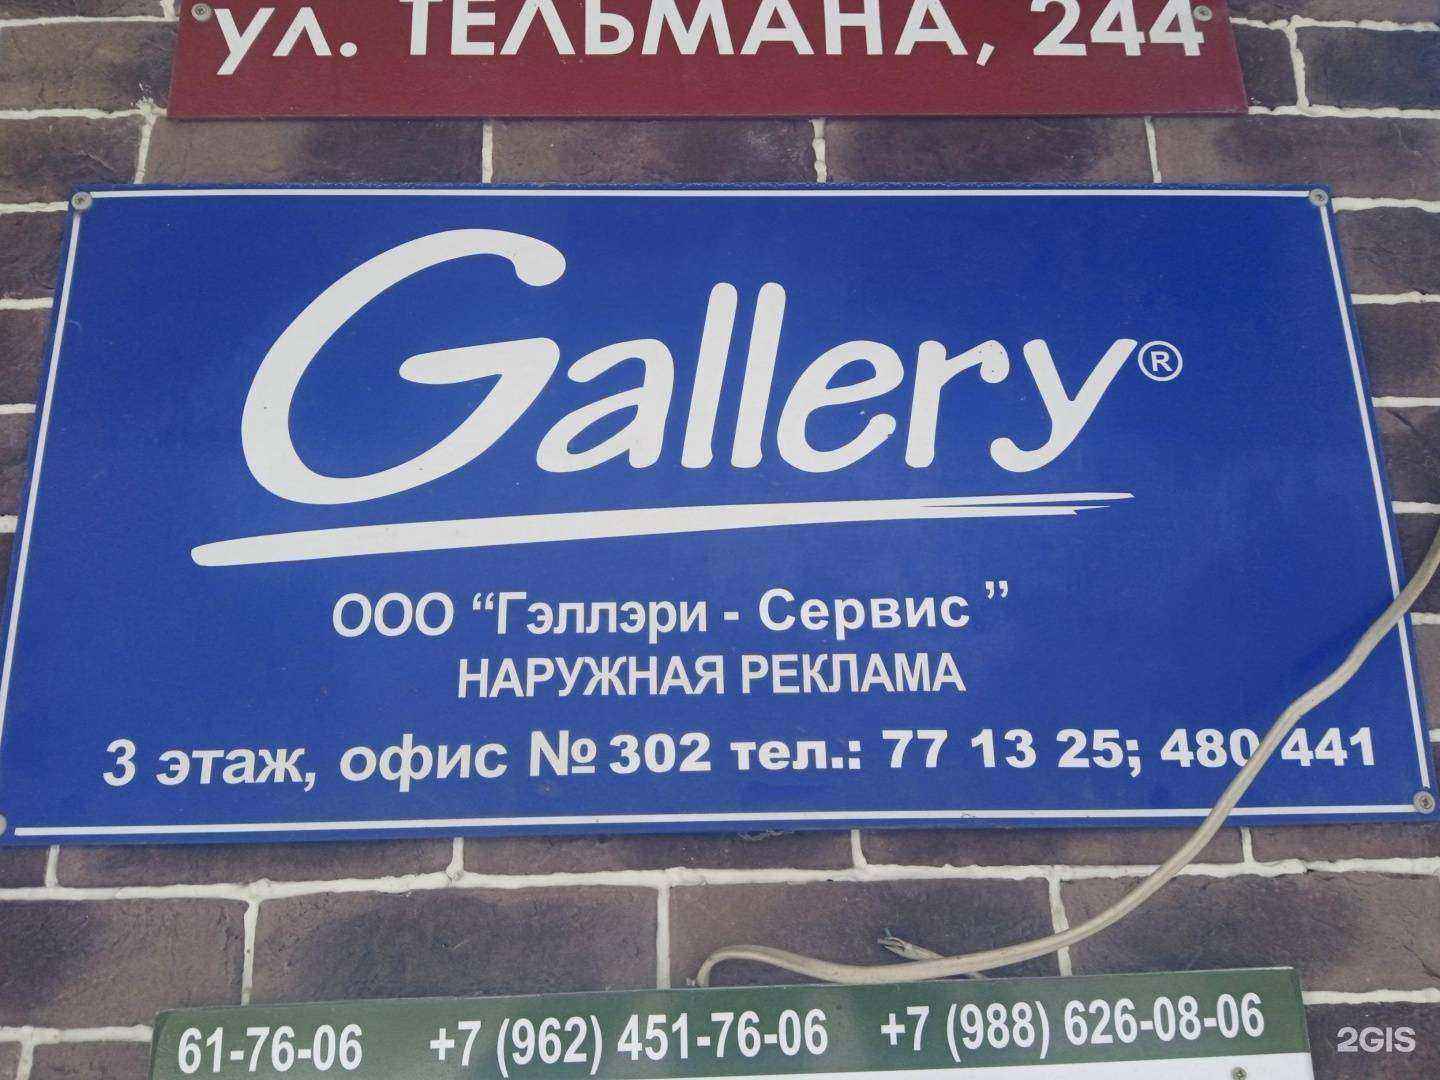 ул. ТЕЛЬМАНА, 244
Gallery®
ООО “Гэллэри - Сервис ”
НАРУЖНАЯ РЕКЛАМА
3 этаж, офис № 302 тел.: 77 13 25; 480 441
61-76-06 +7 (962) 451-76-06 +7 (988) 626-08-06
2GIS